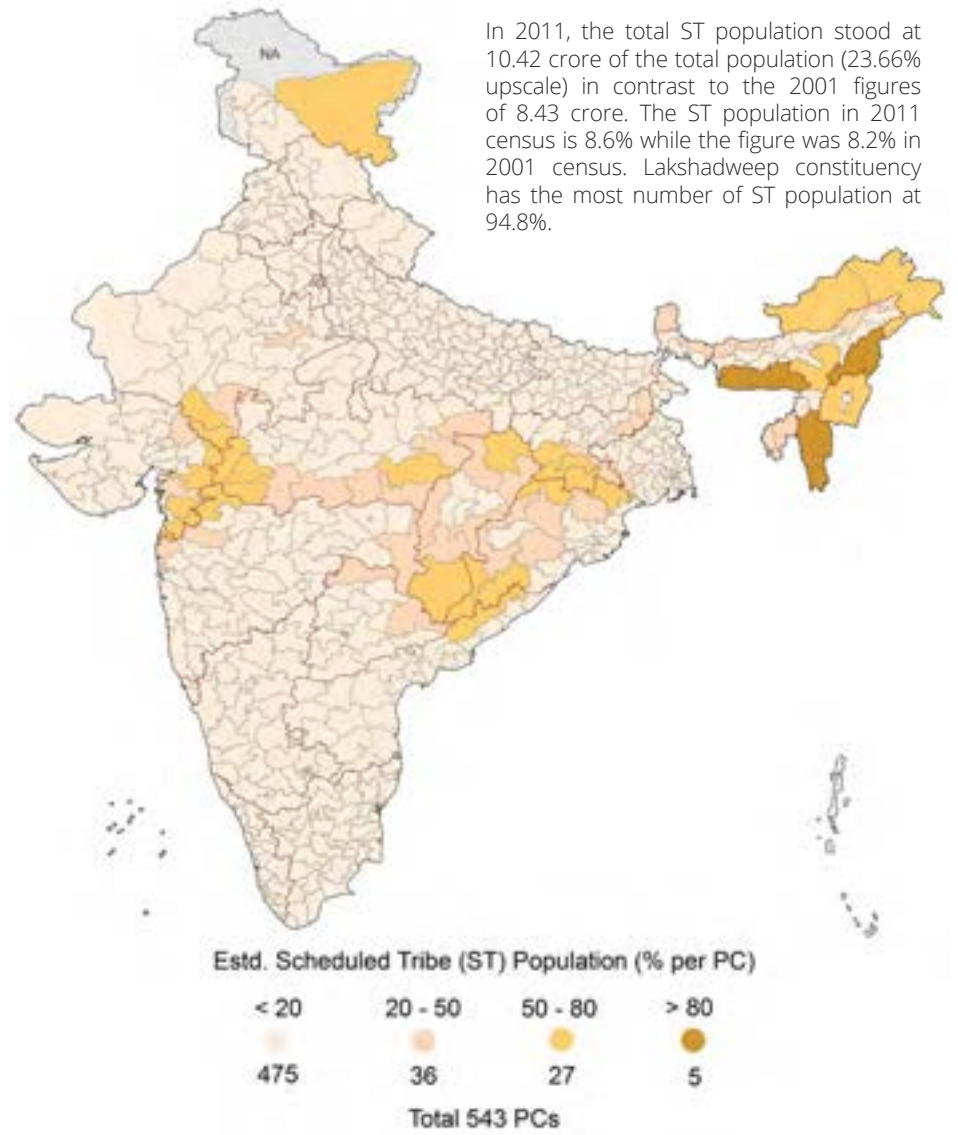 In 2011, the total ST population stood at
10.42 crore of the total population (23.66%
upscale) in contrast to the 2001 figures
of 8.43 crore. The ST population in 2011
census is 8.6% while the figure was 8.2% in
2001 census. Lakshadweep constituency
has the most number of ST population at
94.8%.
NA
Estd. Scheduled Tribe (ST) Population (% per PC)
< 20 20 - 50 50 - 80 > 80
475 36 27 5
Total 543 PCs